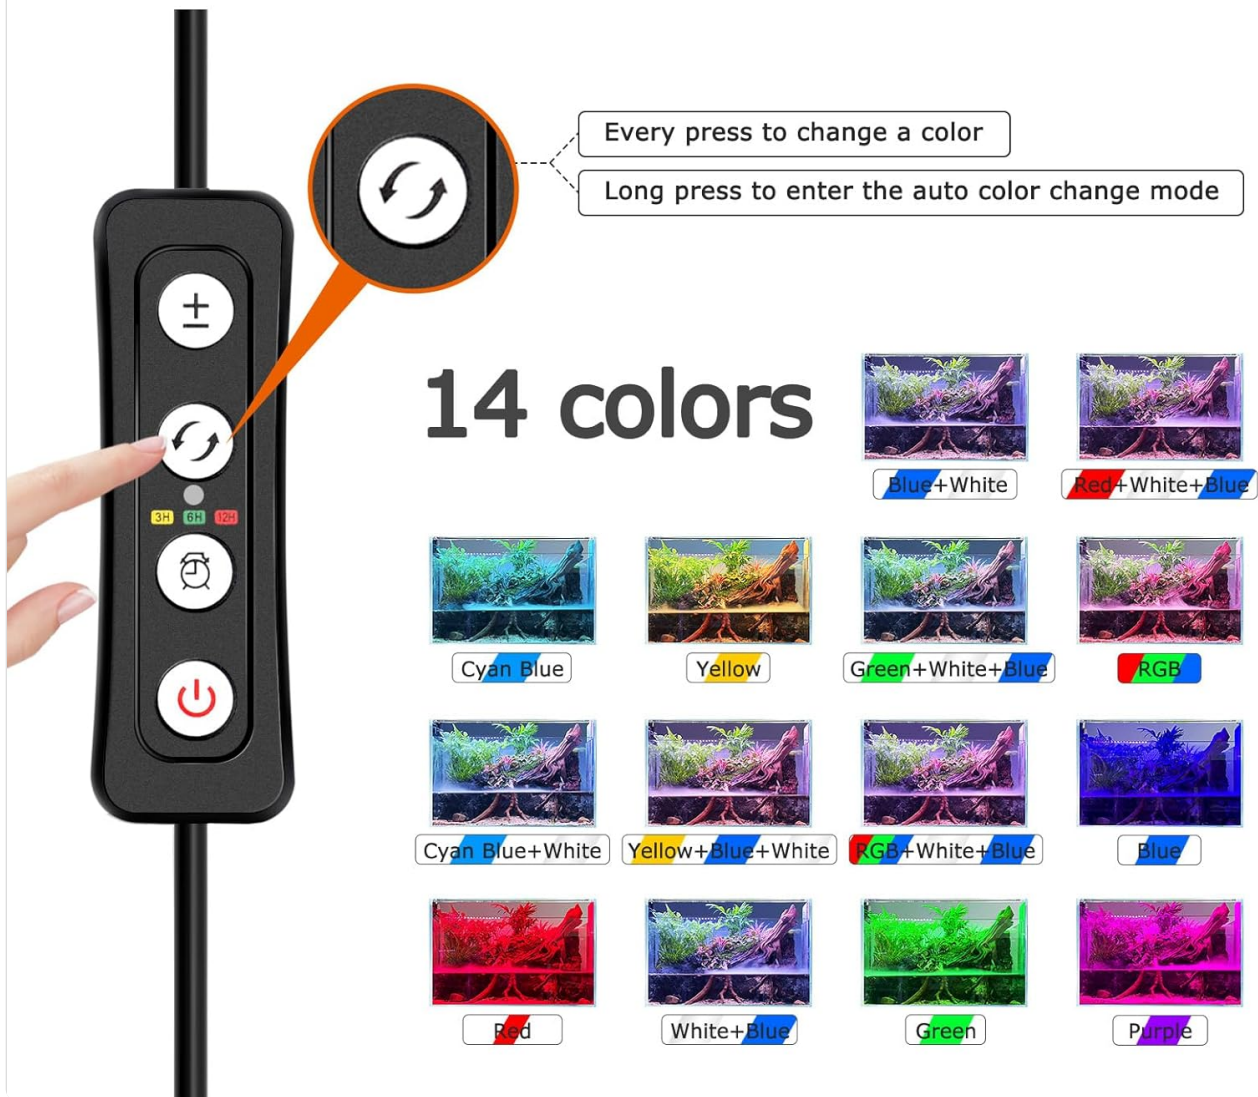 Every press to change a color
Long press to enter the auto color change mode
±
3H 6H 12H
14 colors
Blue+White
Red+White+Blue
Cyan Blue
Yellow
Green+White+Blue
RGB
Cyan Blue+White
Yellow+Blue+White
RGB+White+Blue
Blue
Red
White+Blue
Green
Purple